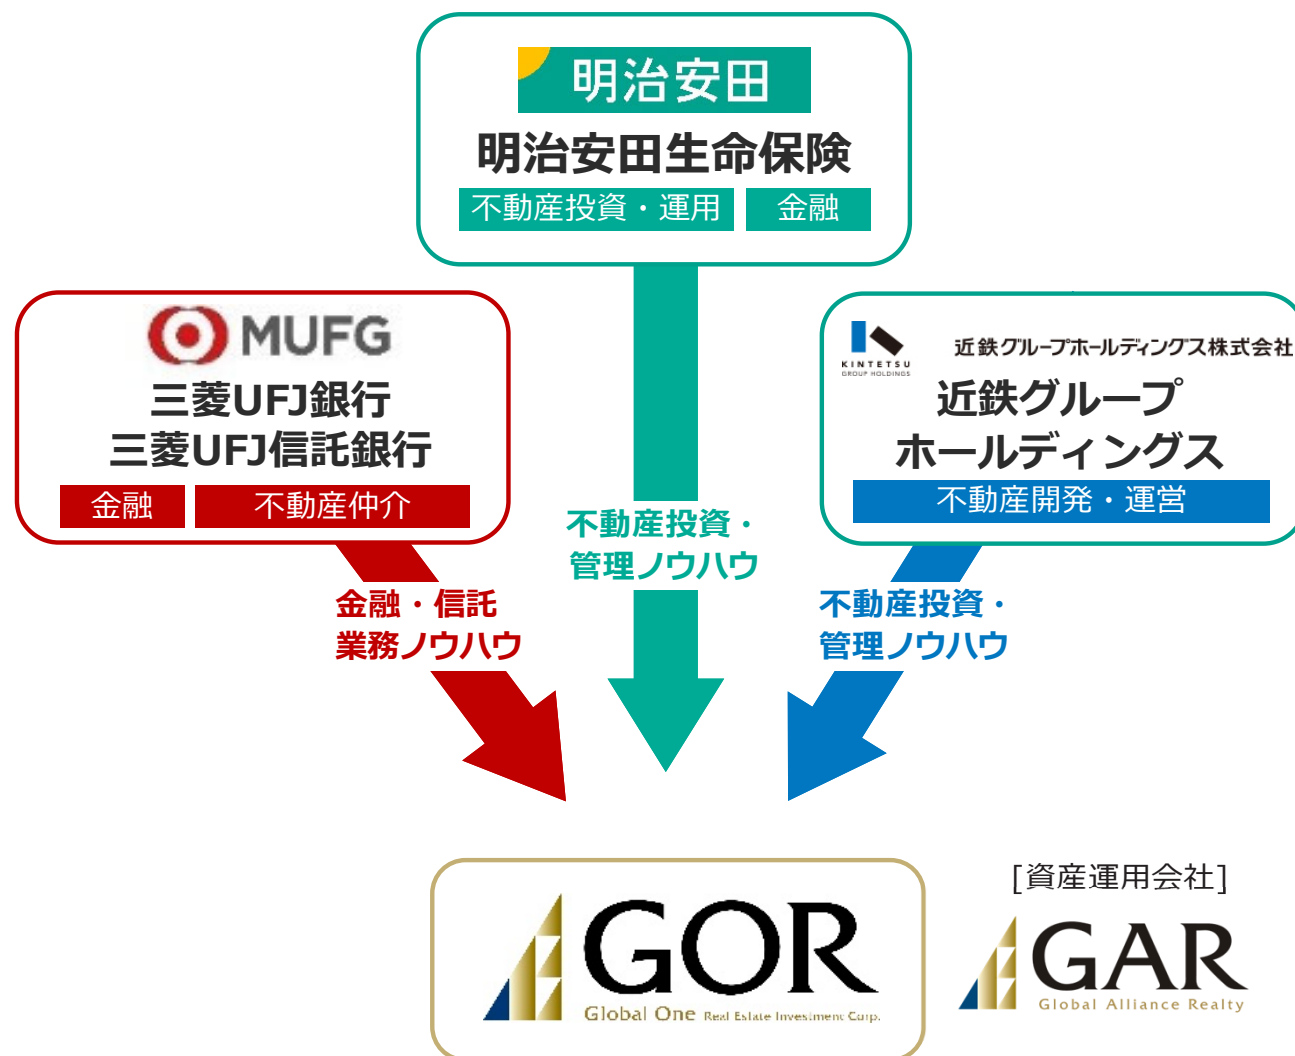 明治安田
明治安田生命保険
不動産投資・運用
金融
MUFG
三菱UFJ銀行
三菱UFJ信託銀行
金融
不動産仲介
KINTETSU
GROUP HOLDINGS
近鉄グループホールディングス株式会社
近鉄グループ
ホールディングス
不動産開発・運営
不動産投資・
管理ノウハウ
金融・信託
業務ノウハウ
不動産投資・
管理ノウハウ
GOR
Global One Real Estate Investment Corp.
[資産運用会社]
GAR
Global Alliance Realty